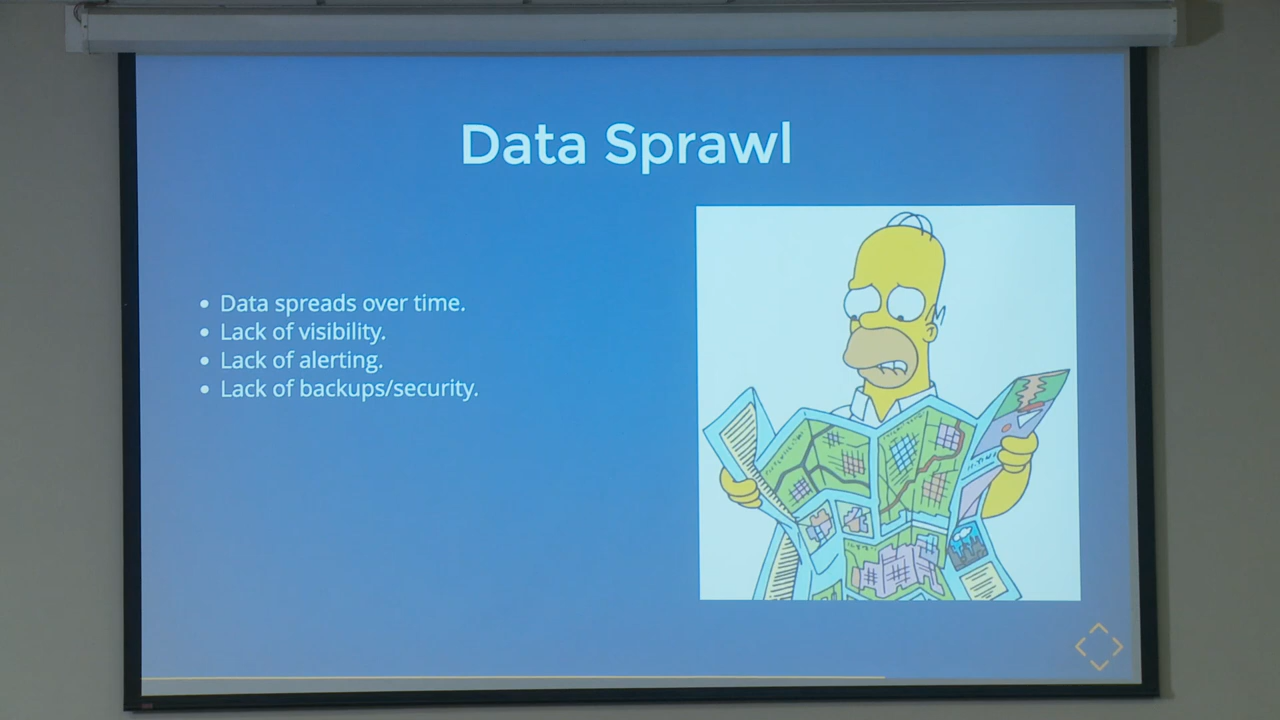 Data Sprawl
Data spreads over time.
Lack of visibility.
Lack of alerting.
Lack of backups/security.